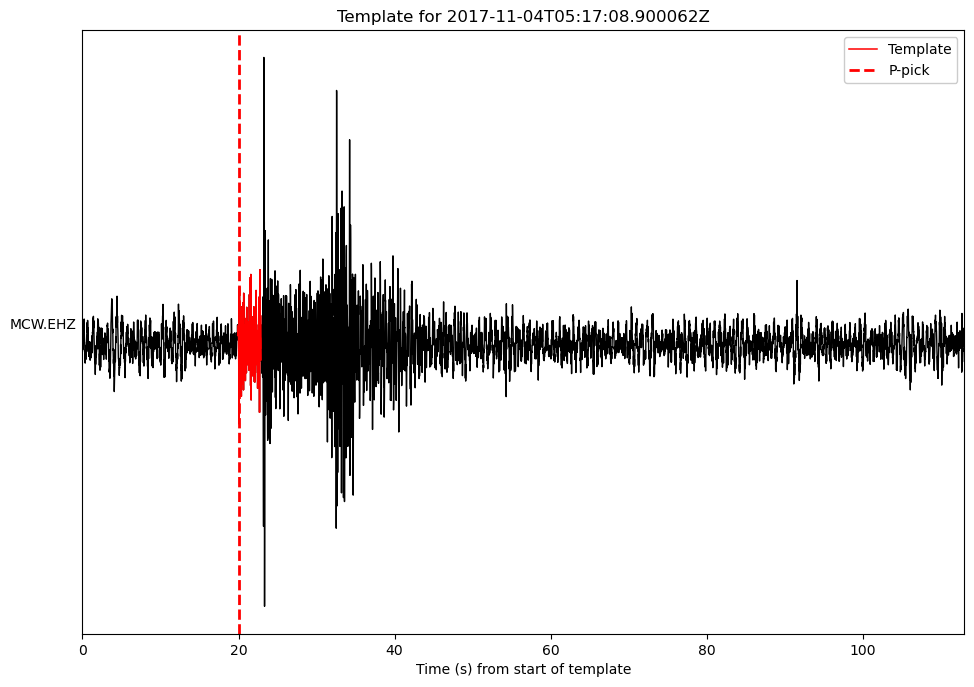 Template for 2017-11-04T05:17:08.900062Z
Template
P-pick
MCW.EHZ
0 20 40 60 80 100
Time (s) from start of template